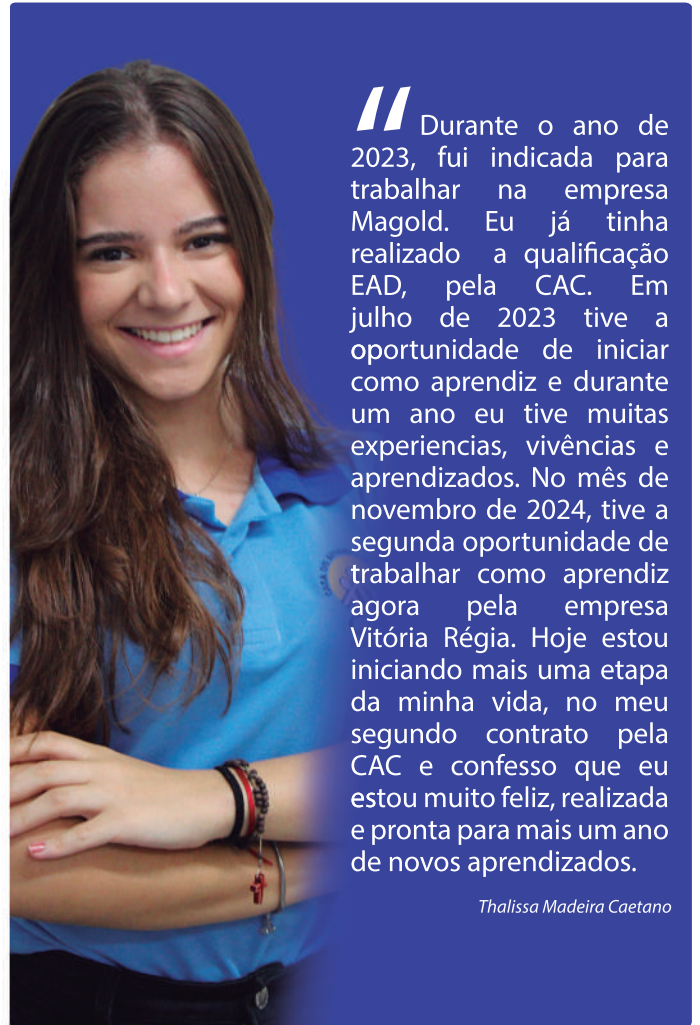 “ Durante o ano de
2023, fui indicada para
trabalhar na empresa
Magold. Eu já tinha
realizado a qualificação
EAD, pela CAC. Em
julho de 2023 tive a
oportunidade de iniciar
como aprendiz e durante
um ano eu tive muitas
experiencias, vivências e
aprendizados. No mês de
novembro de 2024, tive a
segunda oportunidade de
trabalhar como aprendiz
agora pela empresa
Vitória Régia. Hoje estou
iniciando mais uma etapa
da minha vida, no meu
segundo contrato pela
CAC e confesso que eu
estou muito feliz, realizada
e pronta para mais um ano
de novos aprendizados.
Thalissa Madeira Caetano